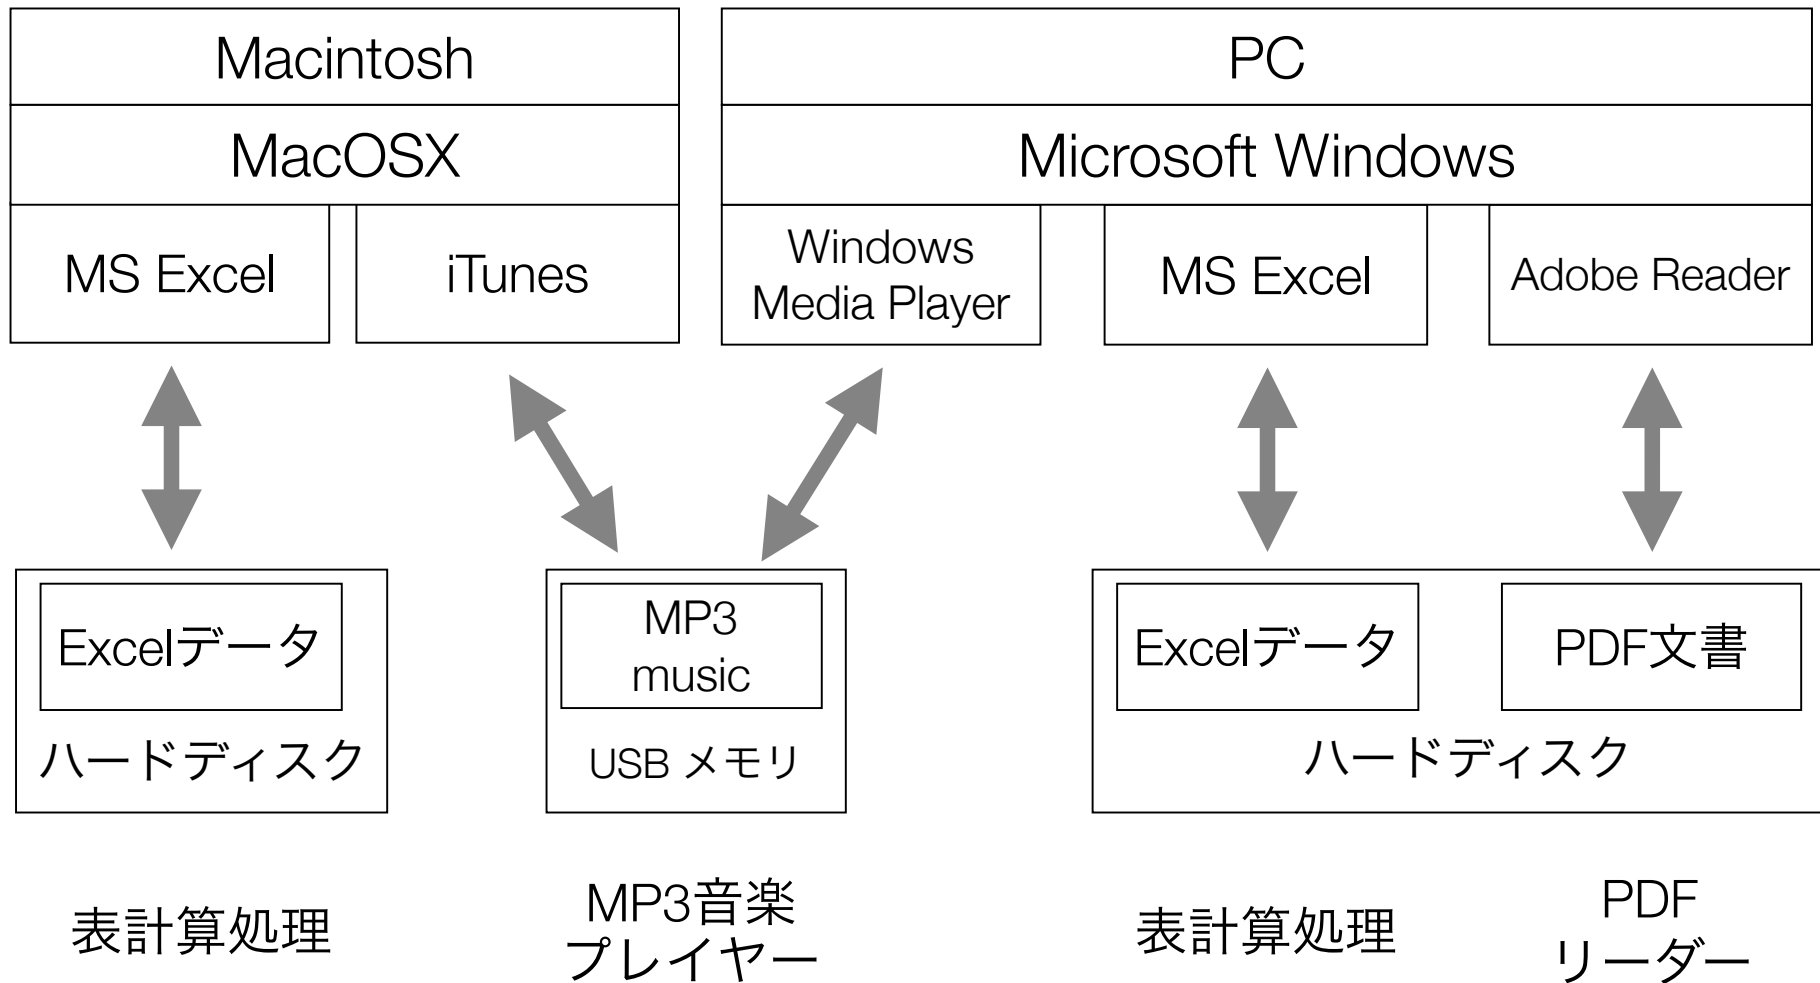 Macintosh
PC
MacOSX
Microsoft Windows
MS Excel
iTunes
Windows
Media Player
MS Excel
Adobe Reader
Excelデータ
ハードディスク
MP3
music
USB メモリ
Excelデータ
PDF文書
ハードディスク
表計算処理
MP3音楽
プレイヤー
表計算処理
PDF
リーダー